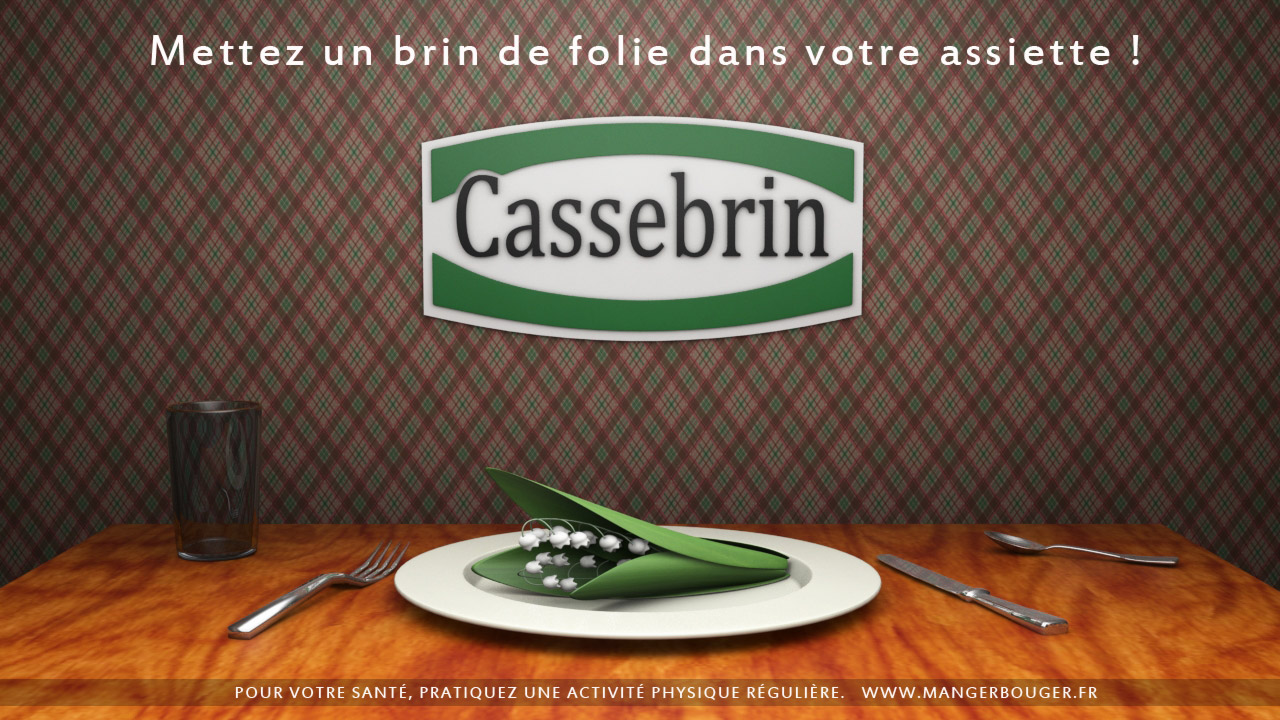 Mettez un brin de folie dans votre assiette !
Cassebrin
POUR VOTRE SANTÉ, PRATIQUEZ UNE ACTIVITÉ PHYSIQUE RÉGULIÈRE. WWW.MANGERBOUGER.FR